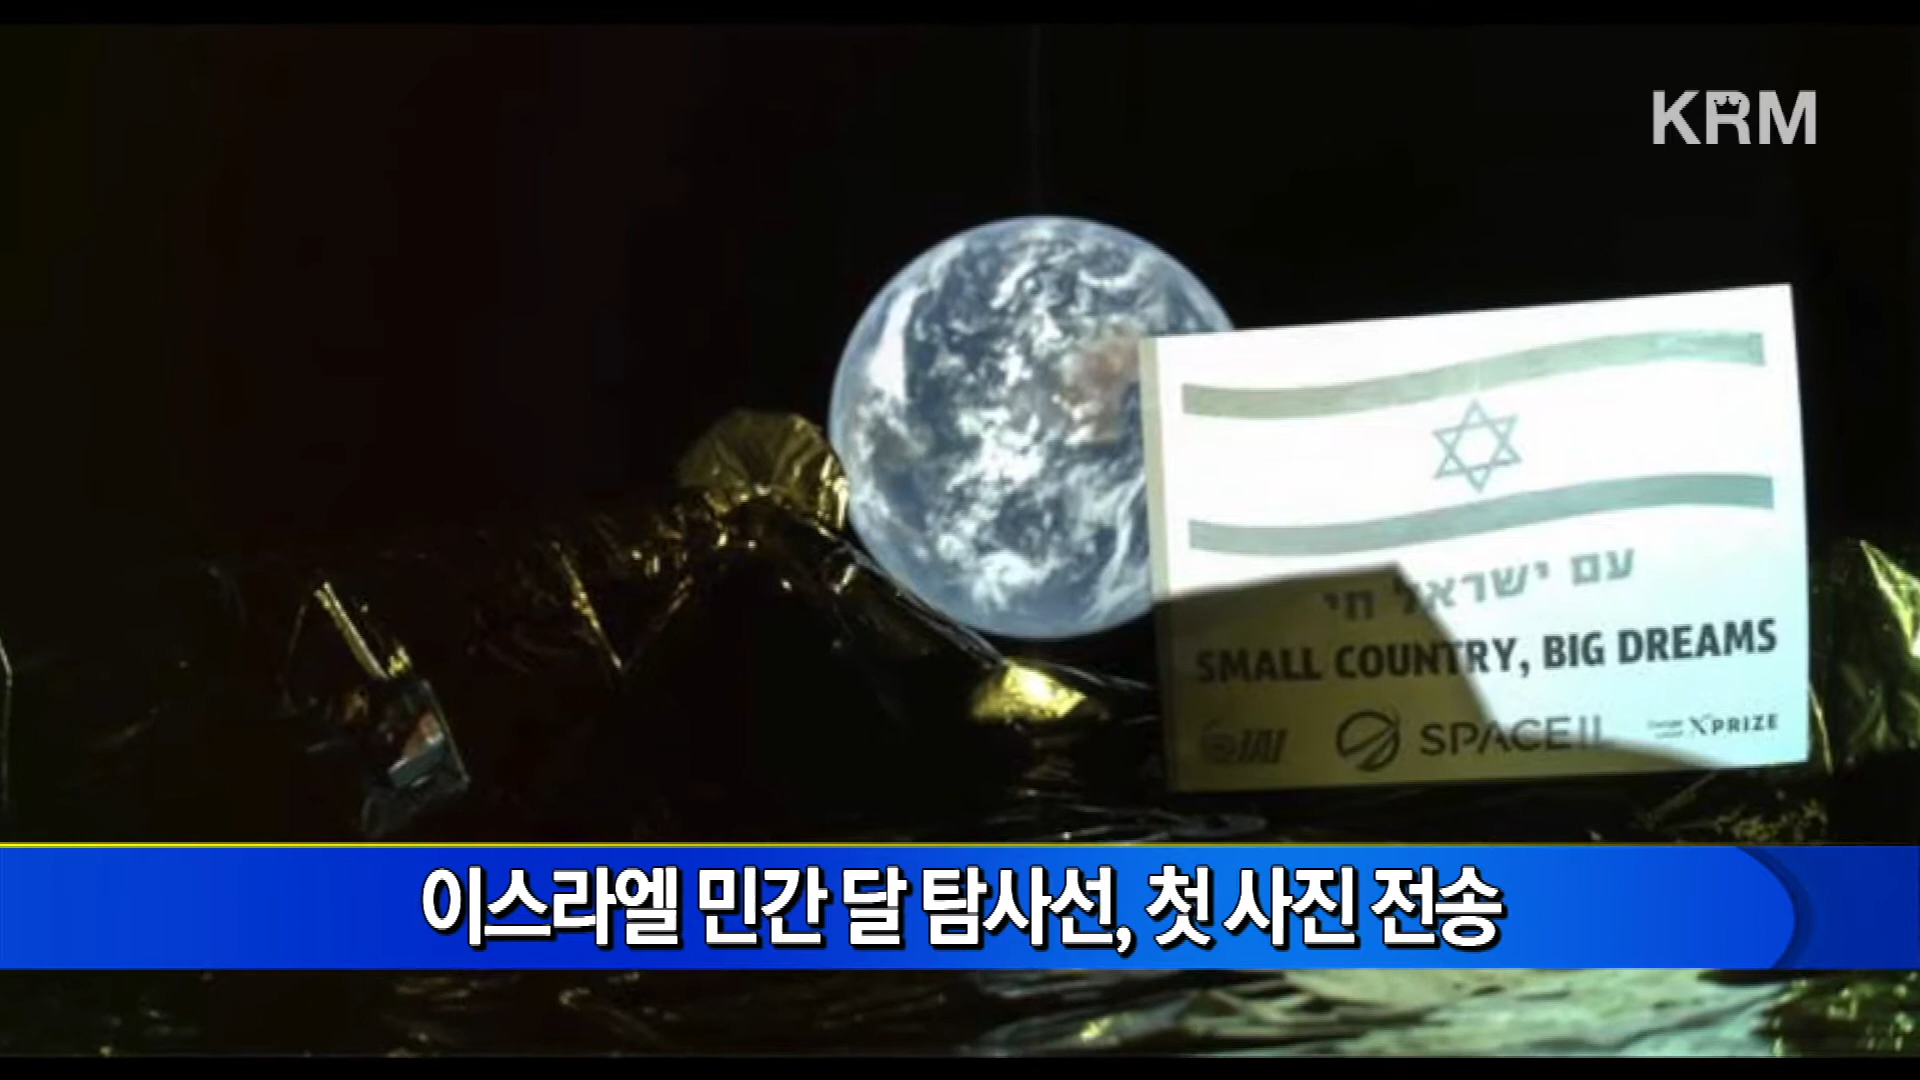 KRM
עם ישראל חי
SMALL COUNTRY, BIG DREAMS
IAI SPACEIL XPRIZE
이스라엘 민간 달 탐사선, 첫 사진 전송